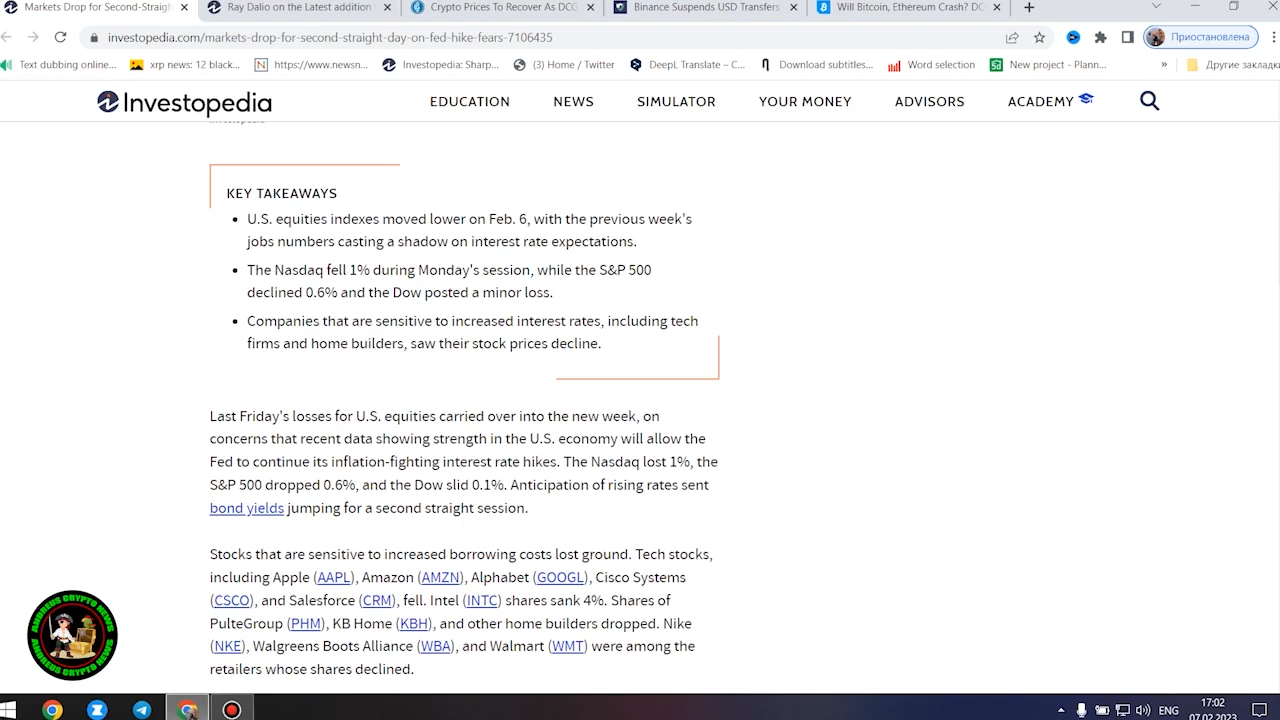 Markets Drop for Second-Straigh
Ray Dalio on the Latest addition
Crypto Prices To Recover As DCG
Binance Suspends USD Transfers
Will Bitcoin, Ethereum Crash? DC
investopedia.com/markets-drop-for-second-straight-day-on-fed-hike-fears-7106435
Приостановлена
Text dubbing online...
xrp news: 12 black...
https://www.newsn...
Investopedia: Sharp...
(3) Home / Twitter
DeepL Translate – C...
Download subtitles...
Word selection
New project - Plann...
»
Другие закладки
Investopedia
EDUCATION
NEWS
SIMULATOR
YOUR MONEY
ADVISORS
ACADEMY
KEY TAKEAWAYS
• U.S. equities indexes moved lower on Feb. 6, with the previous week's
jobs numbers casting a shadow on interest rate expectations.
• The Nasdaq fell 1% during Monday's session, while the S&P 500
declined 0.6% and the Dow posted a minor loss.
• Companies that are sensitive to increased interest rates, including tech
firms and home builders, saw their stock prices decline.
Last Friday's losses for U.S. equities carried over into the new week, on
concerns that recent data showing strength in the U.S. economy will allow the
Fed to continue its inflation-fighting interest rate hikes. The Nasdaq lost 1%, the
S&P 500 dropped 0.6%, and the Dow slid 0.1%. Anticipation of rising rates sent
bond yields jumping for a second straight session.
Stocks that are sensitive to increased borrowing costs lost ground. Tech stocks,
including Apple (AAPL), Amazon (AMZN), Alphabet (GOOGL), Cisco Systems
(CSCO), and Salesforce (CRM), fell. Intel (INTC) shares sank 4%. Shares of
PulteGroup (PHM), KB Home (KBH), and other home builders dropped. Nike
(NKE), Walgreens Boots Alliance (WBA), and Walmart (WMT) were among the
retailers whose shares declined.
ANDREUS CRYPTO NEWS
ANDREUS CRYPTO NEWS
ENG
17:02
07.02.2023